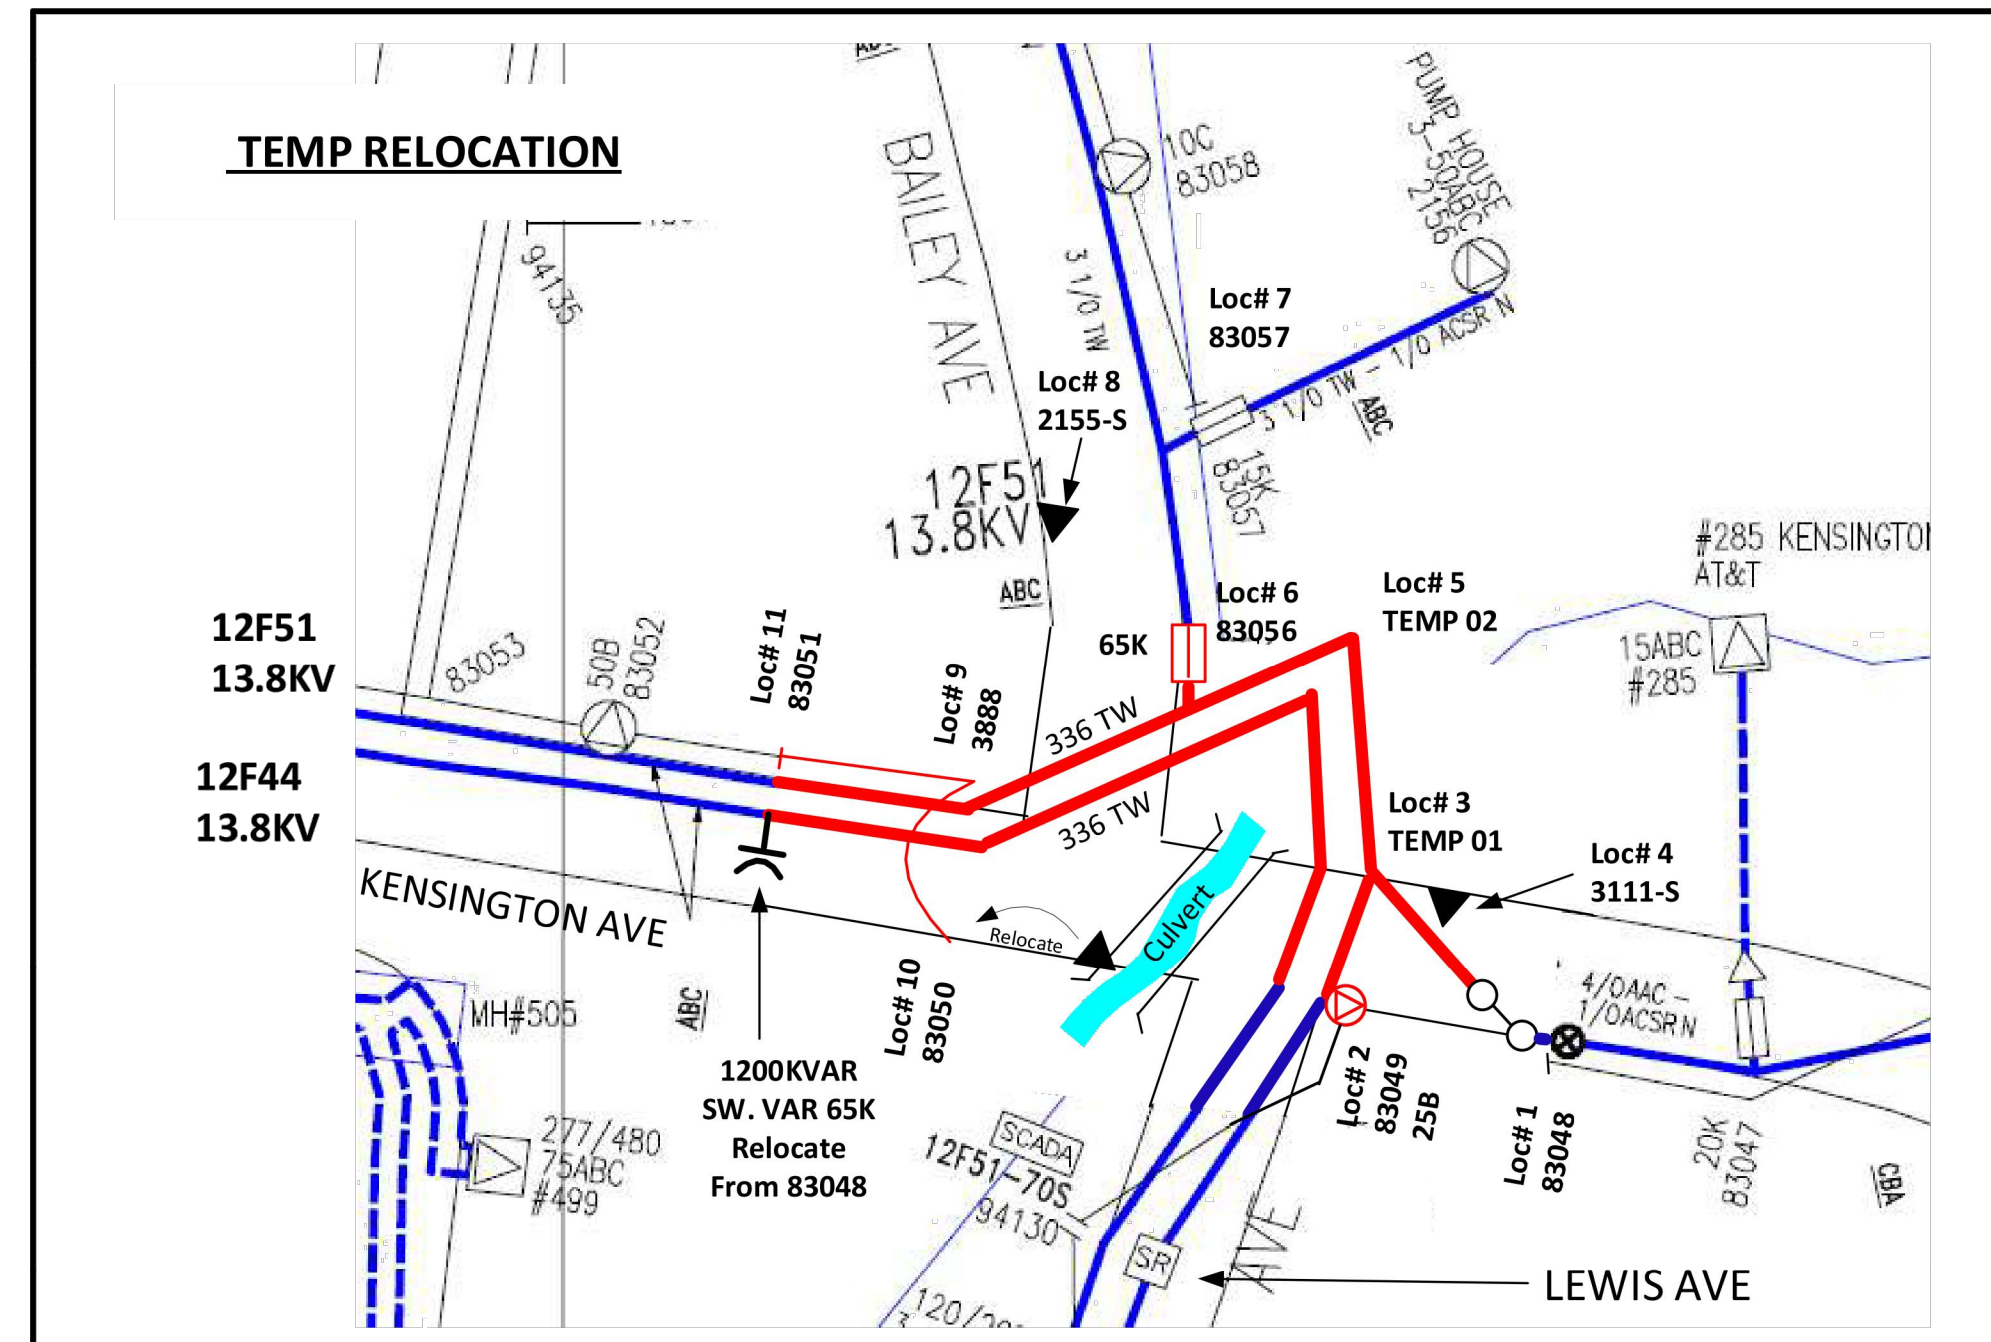 TEMP RELOCATION
94135
BAILEY AVE
10C
83058
PUMP HOUSE
3-50ABC
2156
3 1/0 TW
Loc# 7
83057
3 1/0 TW - 1/0 ACSR N
ABC
Loc# 8
2155-S
15K
83057
12F51
13.8KV
ABC
#285 KENSINGTON
AT&T
15ABC
#285
Loc# 5
TEMP 02
Loc# 6
83056
65K
12F51
13.8KV
83053
50B
83052
Loc# 11
83051
Loc# 9
3888
336 TW
336 TW
12F44
13.8KV
Loc# 3
TEMP 01
Loc# 4
3111-S
KENSINGTON AVE
Relocate
Culvert
ABC
MH#505
Loc# 10
83050
4/0AAC -
1/0ACSR N
1200KVAR
SW. VAR 65K
Relocate
From 83048
Loc# 2
83049
25B
Loc# 1
83048
20K
83047
CBA
277/480
75ABC
#499
SCADA
12F51-70S
94130
SR
AVE
LEWIS AVE